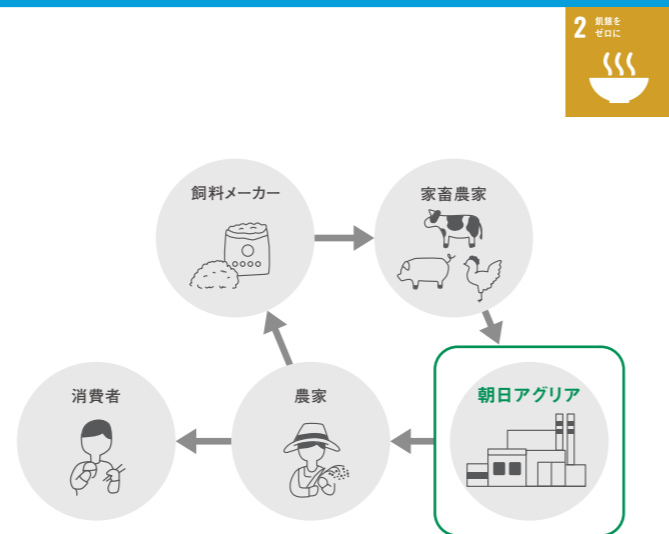 2 飢餓を
ゼロに
飼料メーカー
家畜農家
消費者
農家
朝日アグリア